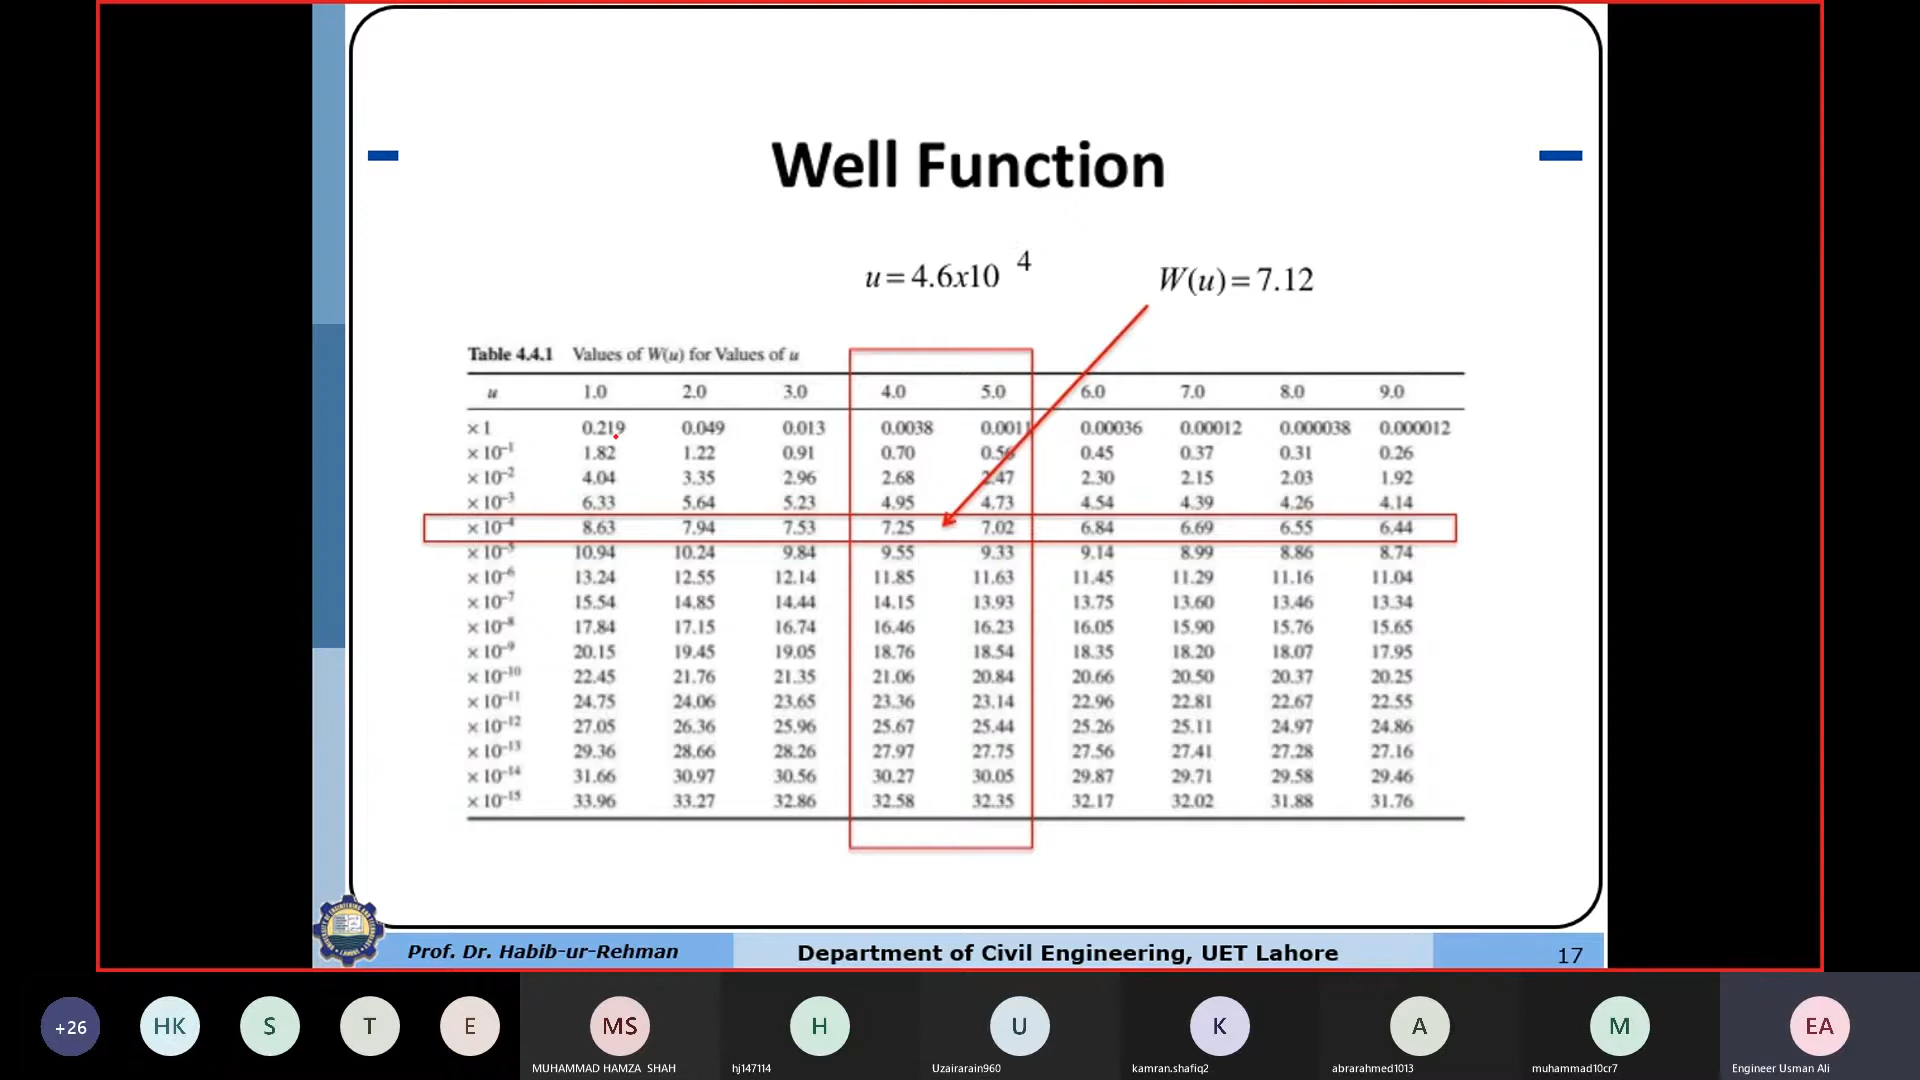 Well Function
u = 4.6x10 4
W(u) = 7.12
Table 4.4.1 Values of W(u) for Values of u
u 1.0 2.0 3.0 4.0 5.0 6.0 7.0 8.0 9.0
× 1 0.219 0.049 0.013 0.0038 0.0011 0.00036 0.00012 0.000038 0.000012
× 10⁻¹ 1.82 1.22 0.91 0.70 0.56 0.45 0.37 0.31 0.26
× 10⁻² 4.04 3.35 2.96 2.68 2.47 2.30 2.15 2.03 1.92
× 10⁻³ 6.33 5.64 5.23 4.95 4.73 4.54 4.39 4.26 4.14
× 10⁻⁴ 8.63 7.94 7.53 7.25 7.02 6.84 6.69 6.55 6.44
× 10⁻⁵ 10.94 10.24 9.84 9.55 9.33 9.14 8.99 8.86 8.74
× 10⁻⁶ 13.24 12.55 12.14 11.85 11.63 11.45 11.29 11.16 11.04
× 10⁻⁷ 15.54 14.85 14.44 14.15 13.93 13.75 13.60 13.46 13.34
× 10⁻⁸ 17.84 17.15 16.74 16.46 16.23 16.05 15.90 15.76 15.65
× 10⁻⁹ 20.15 19.45 19.05 18.76 18.54 18.35 18.20 18.07 17.95
× 10⁻¹⁰ 22.45 21.76 21.35 21.06 20.84 20.66 20.50 20.37 20.25
× 10⁻¹¹ 24.75 24.06 23.65 23.36 23.14 22.96 22.81 22.67 22.55
× 10⁻¹² 27.05 26.36 25.96 25.67 25.44 25.26 25.11 24.97 24.86
× 10⁻¹³ 29.36 28.66 28.26 27.97 27.75 27.56 27.41 27.28 27.16
× 10⁻¹⁴ 31.66 30.97 30.56 30.27 30.05 29.87 29.71 29.58 29.46
× 10⁻¹⁵ 33.96 33.27 32.86 32.58 32.35 32.17 32.02 31.88 31.76
Prof. Dr. Habib-ur-Rehman
Department of Civil Engineering, UET Lahore
17
+26 HK S T E MS H U K A M EA
MUHAMMAD HAMZA SHAH hj147114 Uzairarain960 kamran.shafiq2 abrarahmed1013 muhammad10cr7 Engineer Usman Ali